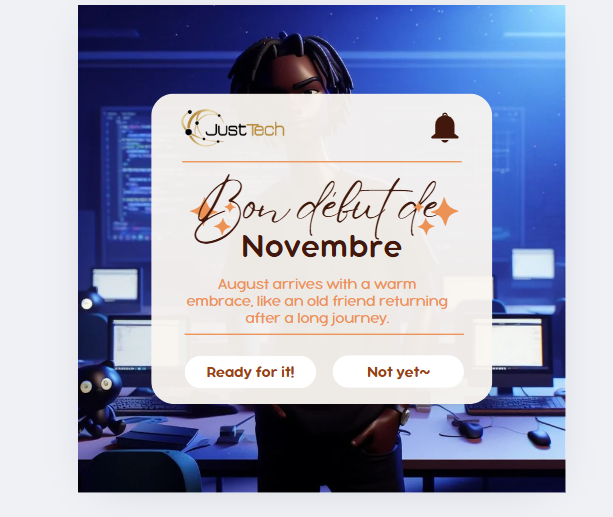 JustTech
Bon début de
Novembre
August arrives with a warm
embrace, like an old friend returning
after a long journey.
Ready for it!
Not yet~